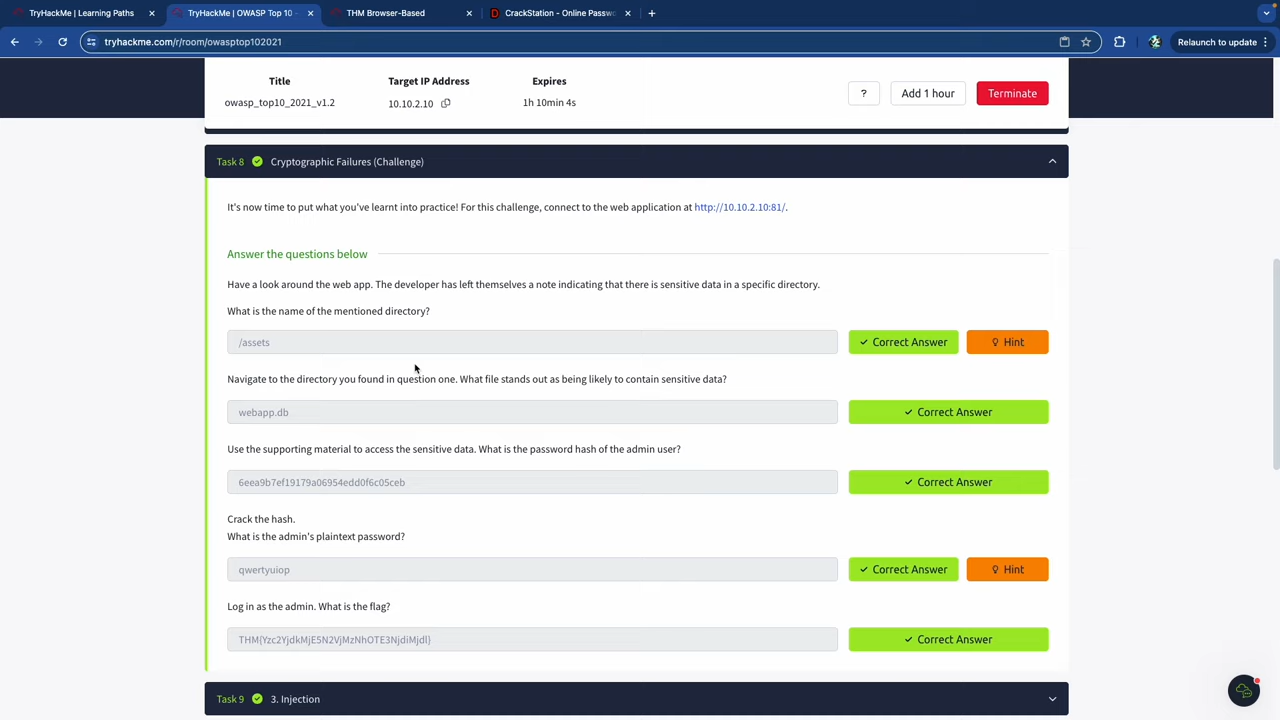 TryHackMe | Learning Paths
TryHackMe | OWASP Top 10 -
THM Browser-Based
CrackStation - Online Passwo
tryhackme.com/r/room/owasptop102021
Relaunch to update
Title
Target IP Address
Expires
owasp_top10_2021_v1.2
10.10.2.10
1h 10min 4s
?
Add 1 hour
Terminate
Task 8
Cryptographic Failures (Challenge)
It's now time to put what you've learnt into practice! For this challenge, connect to the web application at http://10.10.2.10:81/.
Answer the questions below
Have a look around the web app. The developer has left themselves a note indicating that there is sensitive data in a specific directory.
What is the name of the mentioned directory?
/assets
Correct Answer
Hint
Navigate to the directory you found in question one. What file stands out as being likely to contain sensitive data?
webapp.db
Correct Answer
Use the supporting material to access the sensitive data. What is the password hash of the admin user?
6eea9b7ef19179a06954edd0f6c05ceb
Correct Answer
Crack the hash.
What is the admin's plaintext password?
qwertyuiop
Correct Answer
Hint
Log in as the admin. What is the flag?
THM{Yzc2YjdkMjE5N2VjMzNhOTE3NjdiMjdl}
Correct Answer
Task 9
3. Injection